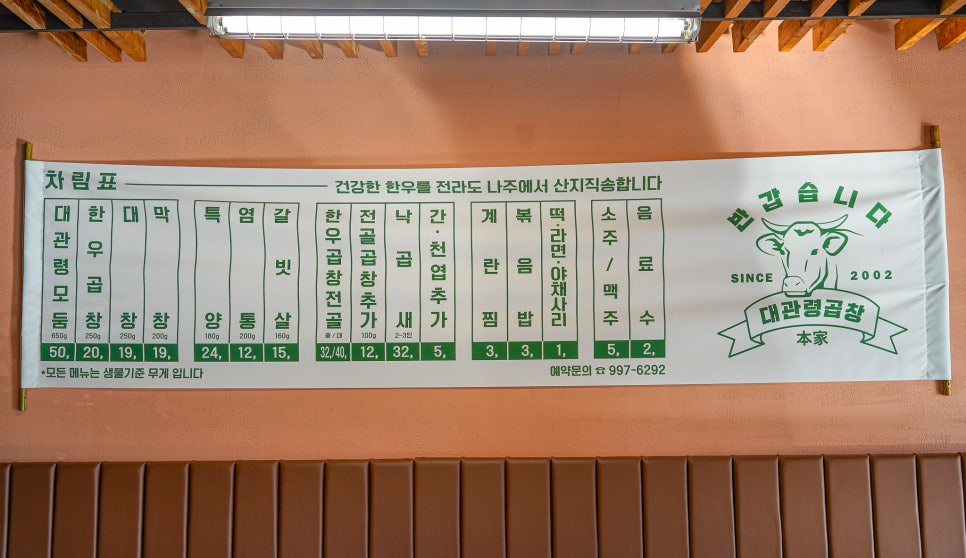 차림표
건강한 한우를 전라도 나주에서 산지직송합니다
대관령모둠 650g 50,
한우곱창 250g 20,
대창 250g 19,
막창 200g 19,
특양 180g 24,
염통 200g 12,
갈빗살 160g 15,
한우곱창전골 중/대 32,/40,
전골곱창추가 100g 12,
낙곱새 2-3인 32,
간·천엽추가 5,
계란찜 3,
볶음밥 3,
떡·라면·야채사리 1,
소주/맥주 5,
음료수 2,
*모든 메뉴는 생물기준 무게 입니다
예약문의 ☎ 997-6292
반갑습니다
SINCE 2002
대관령곱창
本家